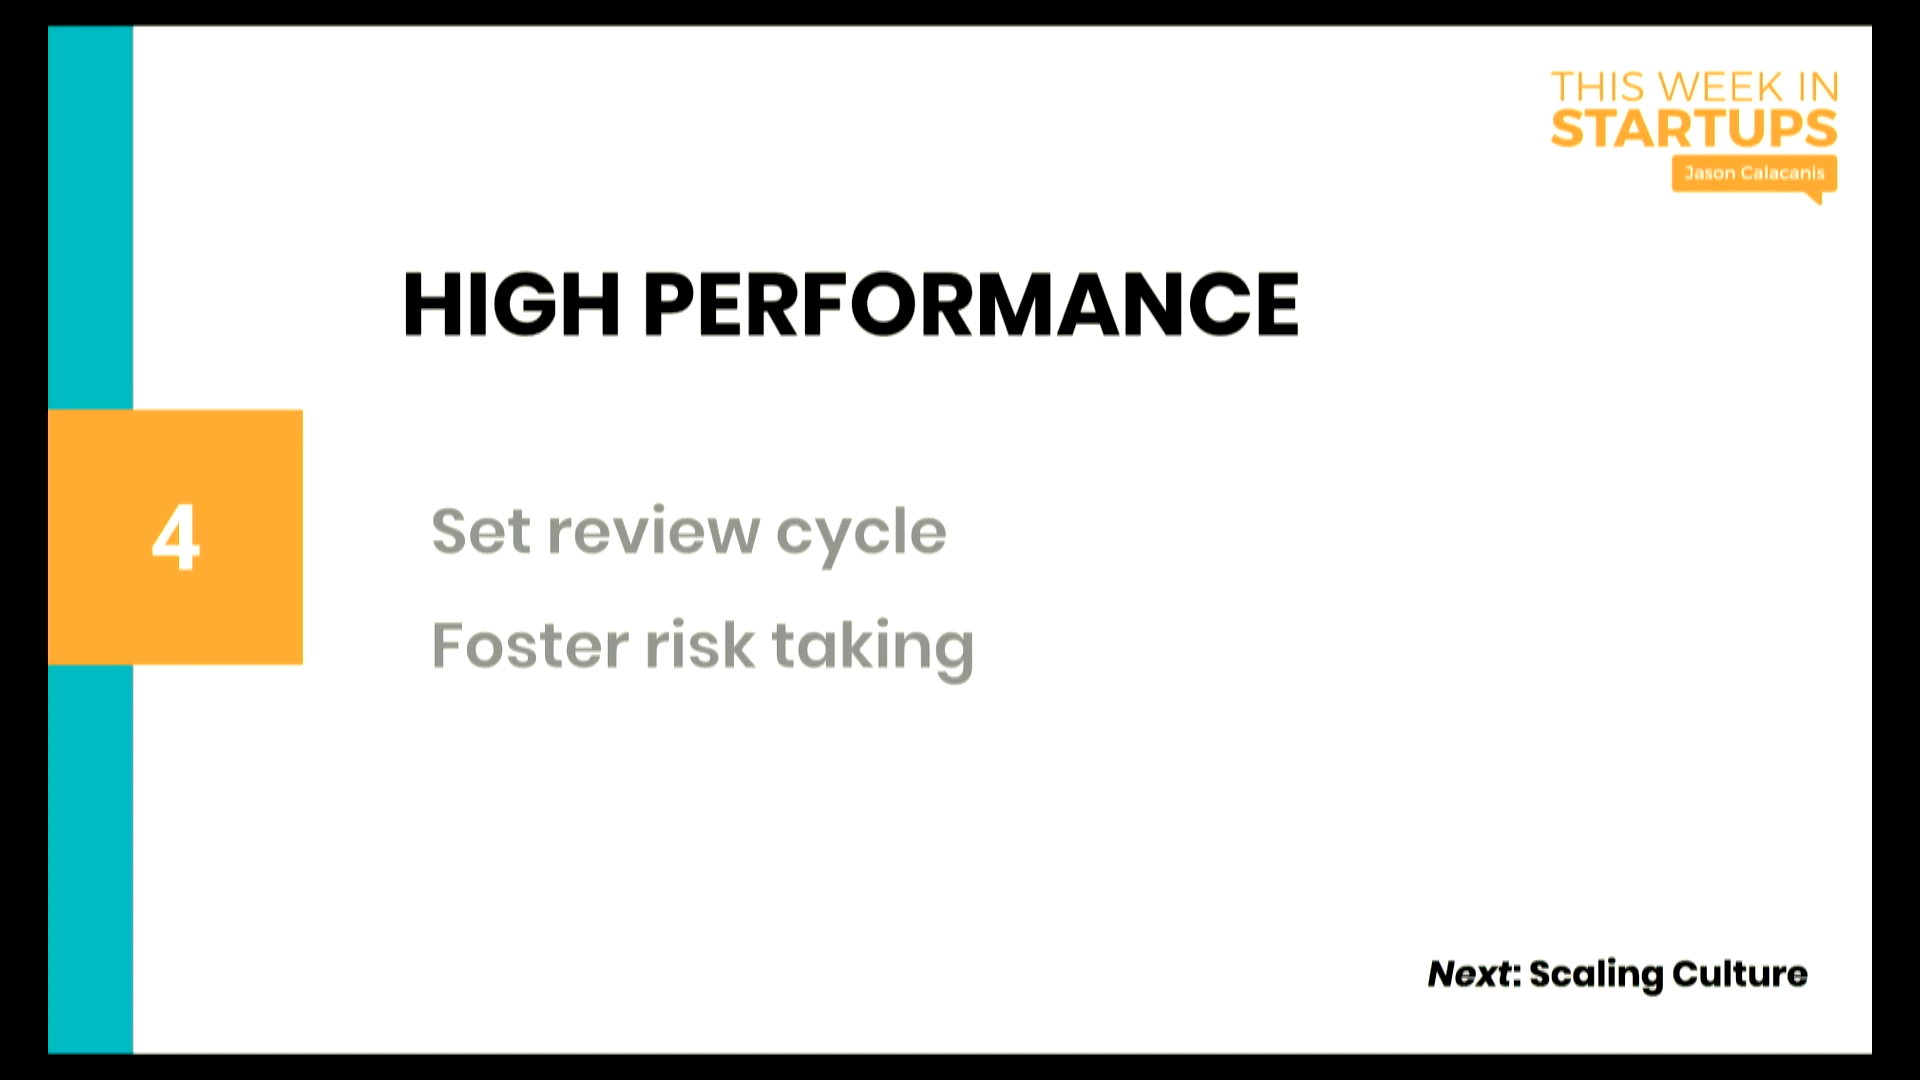 THIS WEEK IN
STARTUPS
Jason Calacanis
HIGH PERFORMANCE
4
Set review cycle
Foster risk taking
Next: Scaling Culture